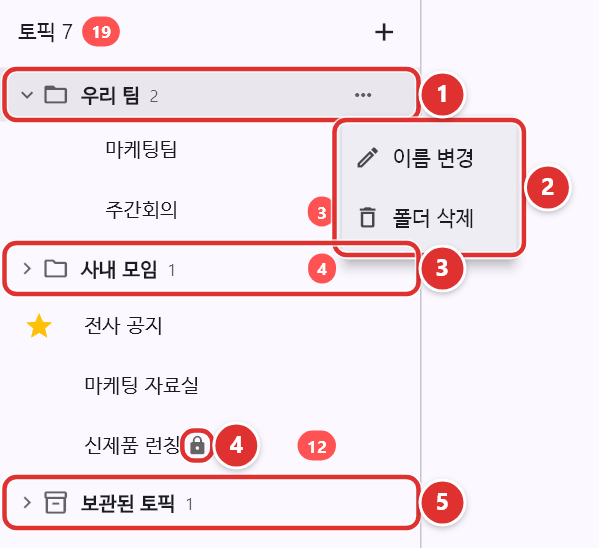 토픽 7 19 +
우리 팀 2 ••• 1
마케팅팀
이름 변경
2
주간회의 3
폴더 삭제
사내 모임 1 4 3
전사 공지
마케팅 자료실
신제품 런칭 4 12
보관된 토픽 1 5